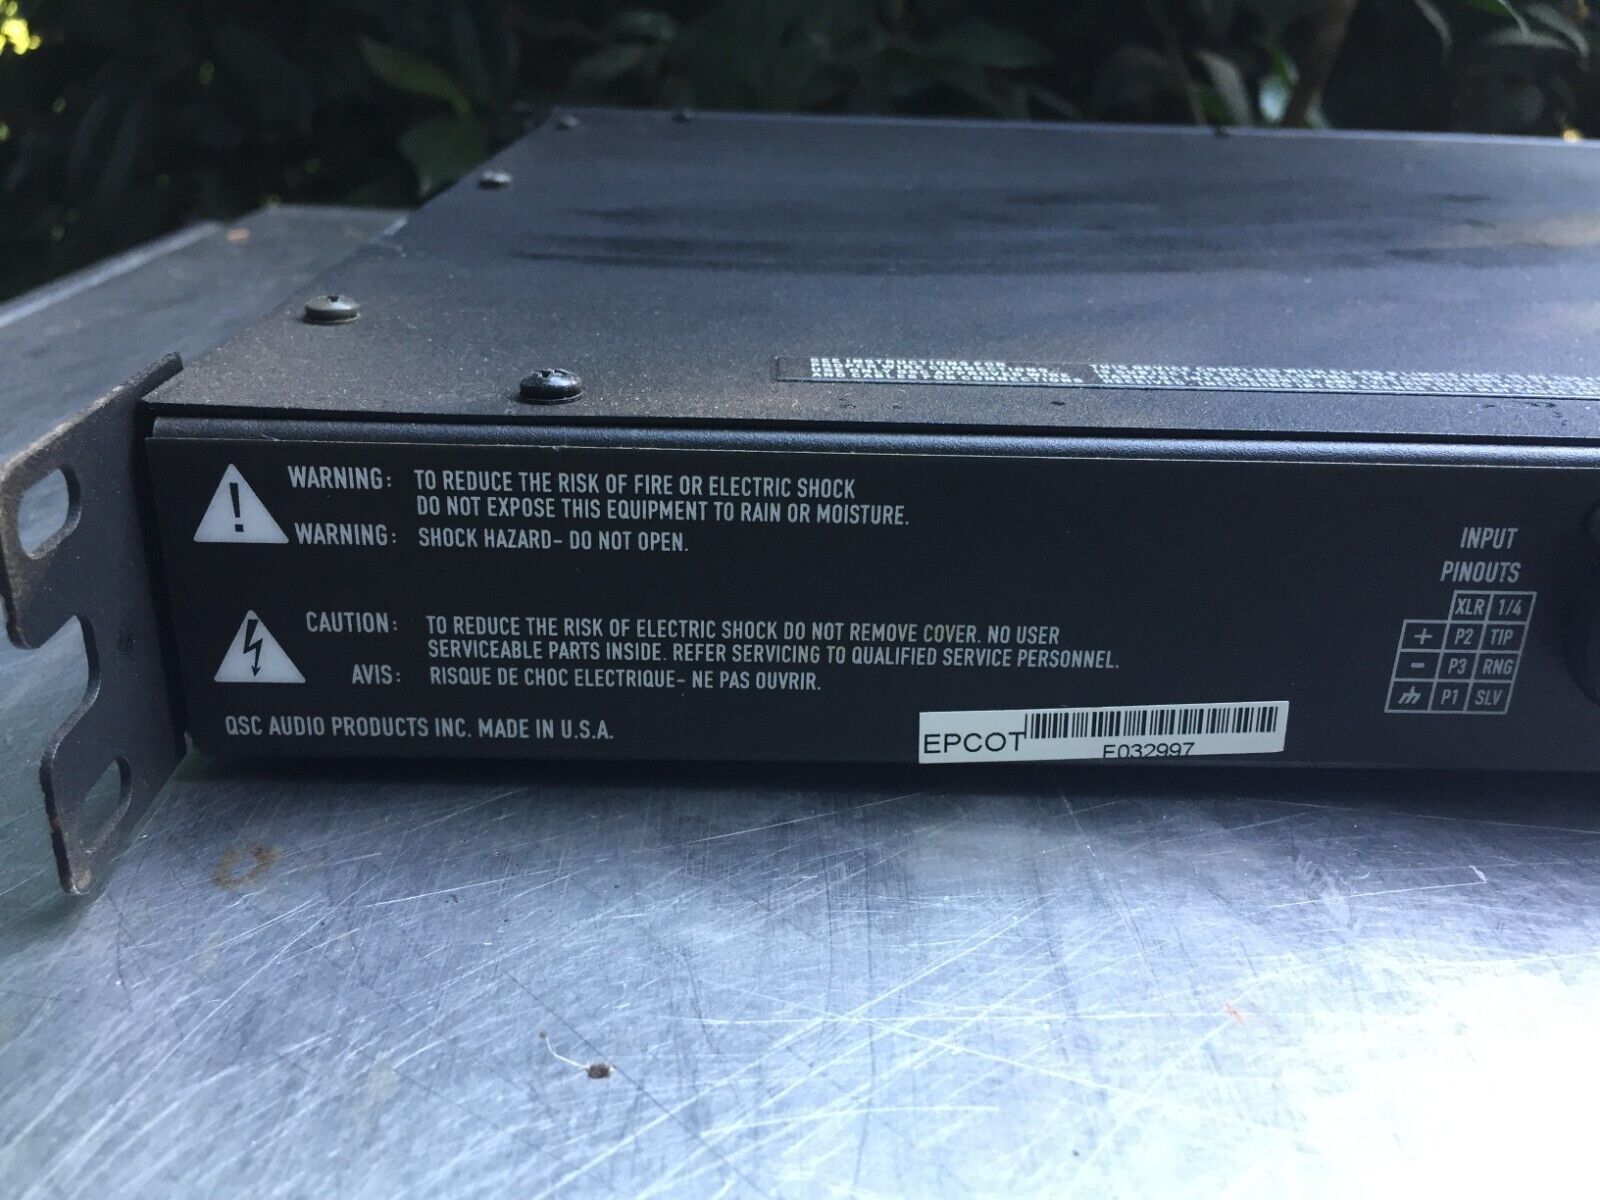 SEE INSTRUCTIONS FOR
WARNING: TO REDUCE THE RISK OF FIRE OR ELECTRIC SHOCK
DO NOT EXPOSE THIS EQUIPMENT TO RAIN OR MOISTURE.
WARNING: SHOCK HAZARD- DO NOT OPEN.
CAUTION: TO REDUCE THE RISK OF ELECTRIC SHOCK DO NOT REMOVE COVER. NO USER
SERVICEABLE PARTS INSIDE. REFER SERVICING TO QUALIFIED SERVICE PERSONNEL.
AVIS: RISQUE DE CHOC ELECTRIQUE- NE PAS OUVRIR.
QSC AUDIO PRODUCTS INC. MADE IN U.S.A.
EPCOT
E032997
INPUT
PINOUTS
XLR 1/4
+ P2 TIP
- P3 RNG
P1 SLV